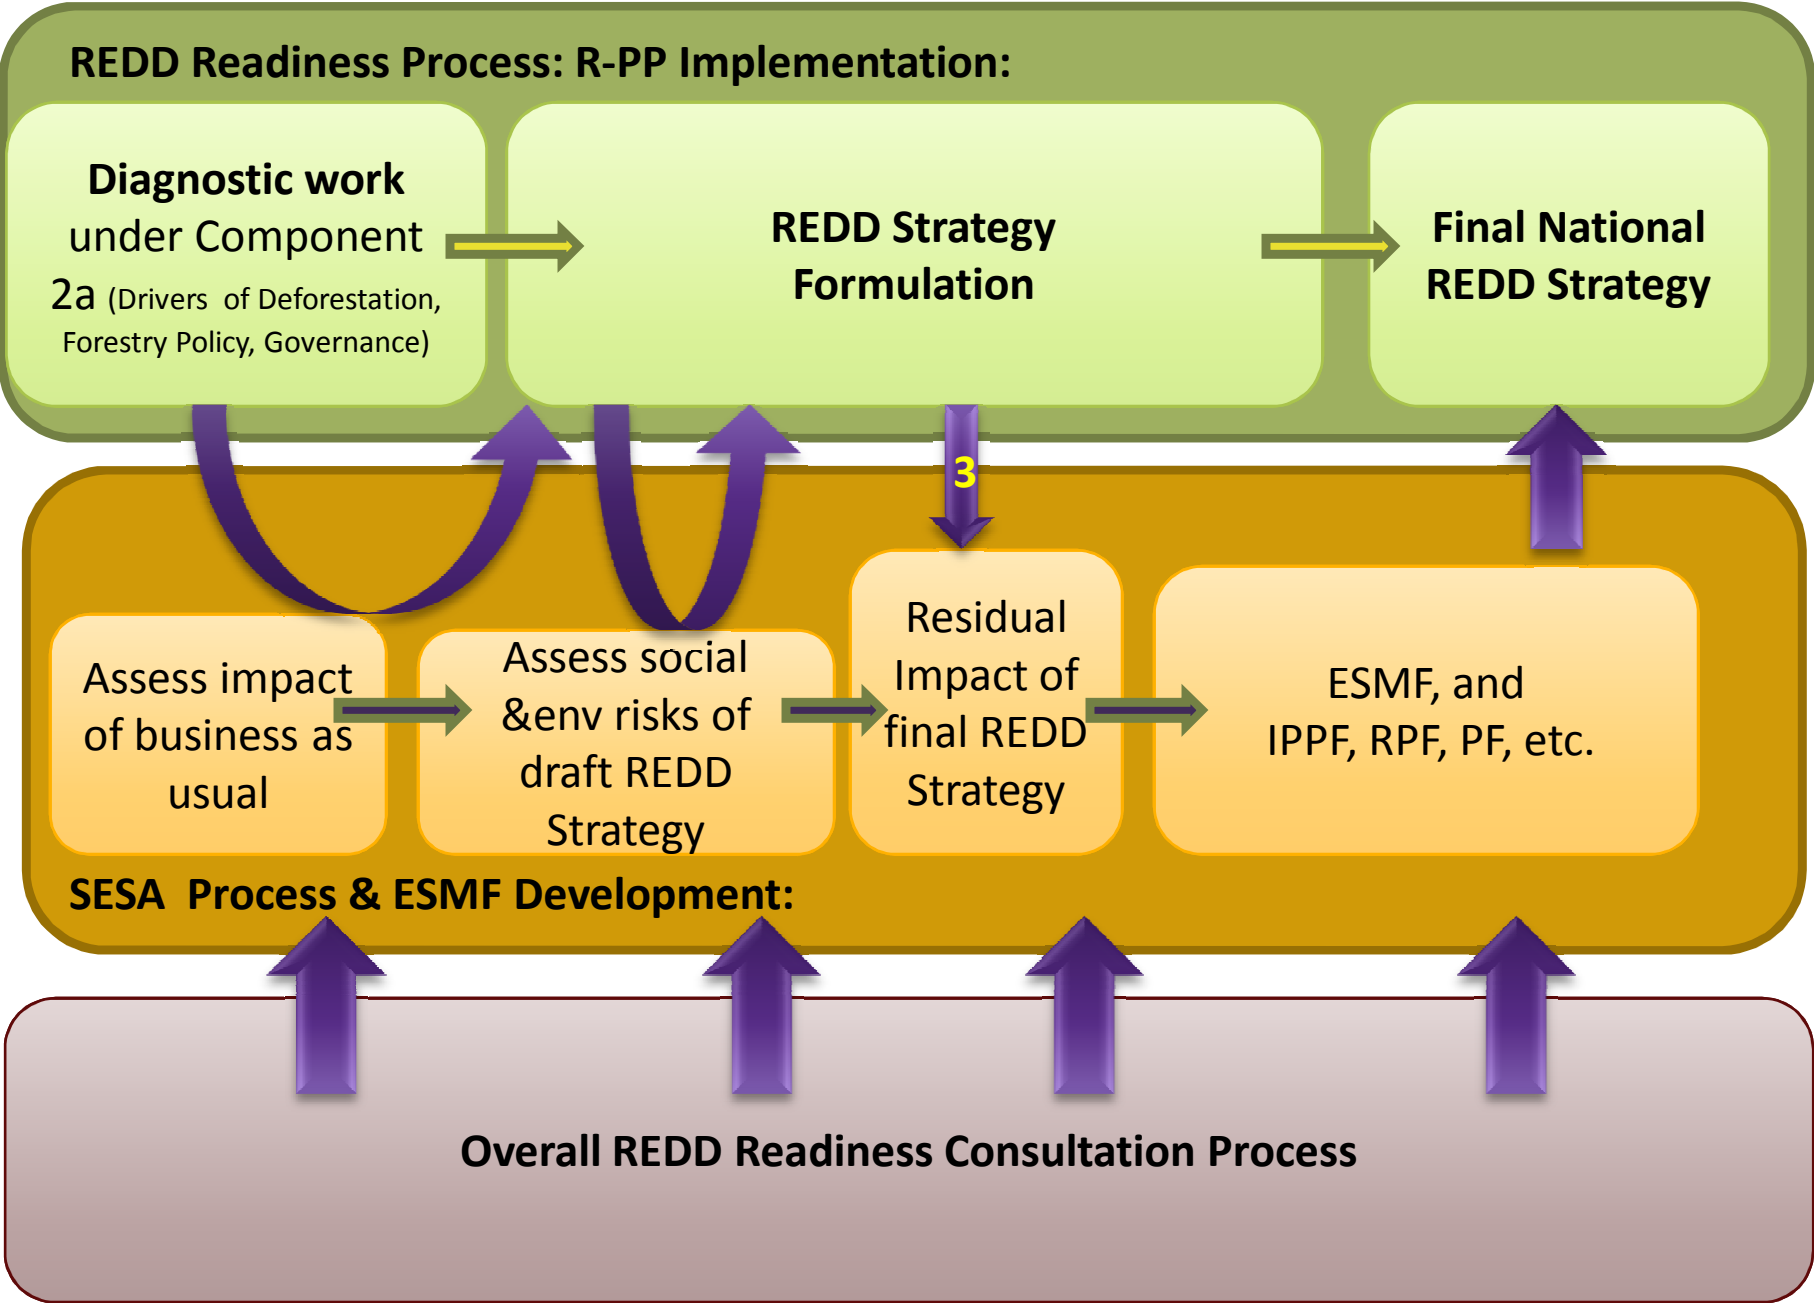 REDD Readiness Process: R-PP Implementation:
Diagnostic work
under Component
2a (Drivers of Deforestation,
Forestry Policy, Governance)
REDD Strategy
Formulation
Final National
REDD Strategy
3
Assess impact
of business as
usual
Assess social
&env risks of
draft REDD
Strategy
Residual
Impact of
final REDD
Strategy
ESMF, and
IPPF, RPF, PF, etc.
SESA Process & ESMF Development:
Overall REDD Readiness Consultation Process